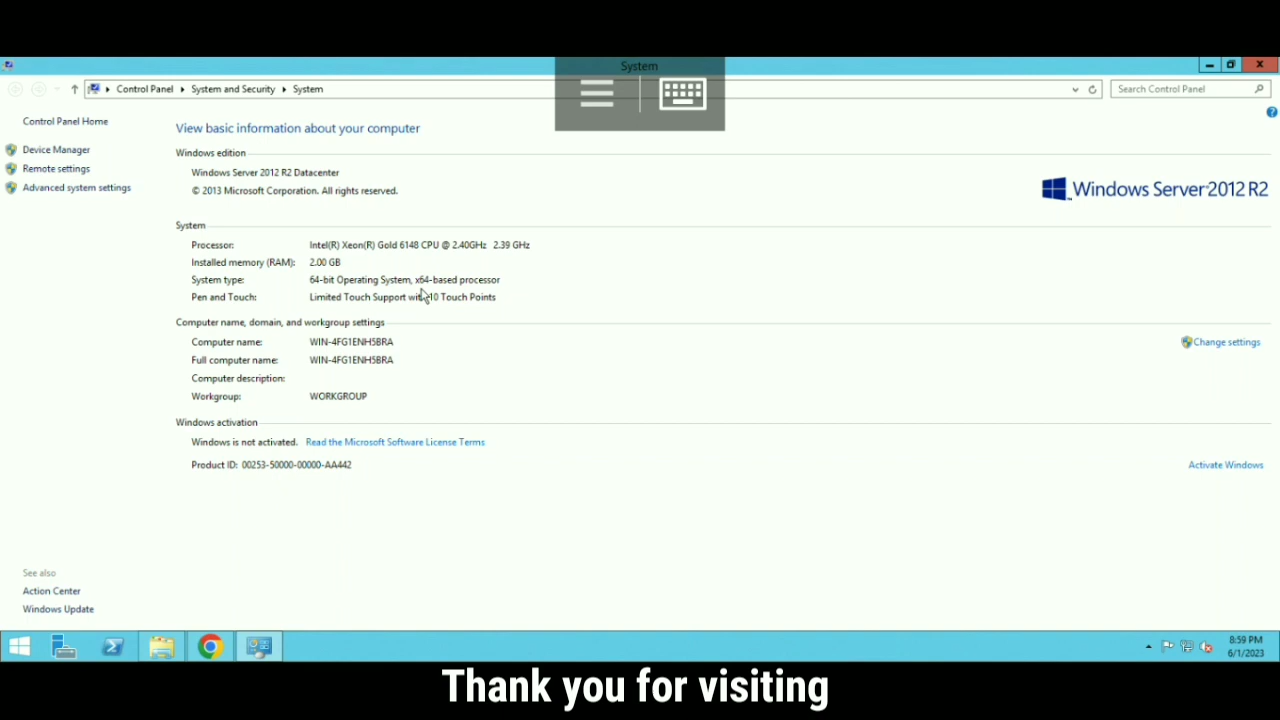 System
Control Panel ▸ System and Security ▸ System
Search Control Panel
Control Panel Home
Device Manager
Remote settings
Advanced system settings
View basic information about your computer
Windows edition
Windows Server 2012 R2 Datacenter
© 2013 Microsoft Corporation. All rights reserved.
Windows Server 2012 R2
System
Processor: Intel(R) Xeon(R) Gold 6148 CPU @ 2.40GHz 2.39 GHz
Installed memory (RAM): 2.00 GB
System type: 64-bit Operating System, x64-based processor
Pen and Touch: Limited Touch Support with 10 Touch Points
Computer name, domain, and workgroup settings
Computer name: WIN-4FG1ENH5BRA
Change settings
Full computer name: WIN-4FG1ENH5BRA
Computer description:
Workgroup: WORKGROUP
Windows activation
Windows is not activated. Read the Microsoft Software License Terms
Product ID: 00253-50000-00000-AA442
Activate Windows
See also
Action Center
Windows Update
8:59 PM
6/1/2023
Thank you for visiting